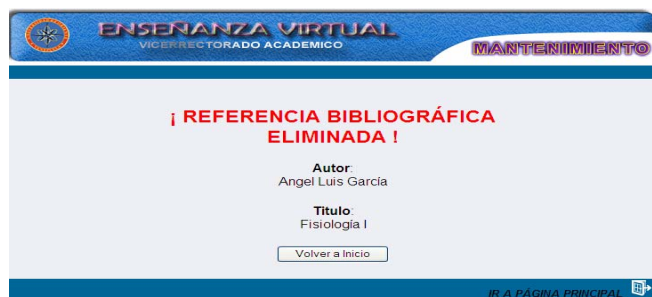 ENSEÑANZA VIRTUAL
VICERRECTORADO ACADEMICO
MANTENIMIENTO
¡ REFERENCIA BIBLIOGRÁFICA
ELIMINADA !
Autor:
Angel Luis García
Titulo:
Fisiología I
Volver a Inicio
IR A PÁGINA PRINCIPAL